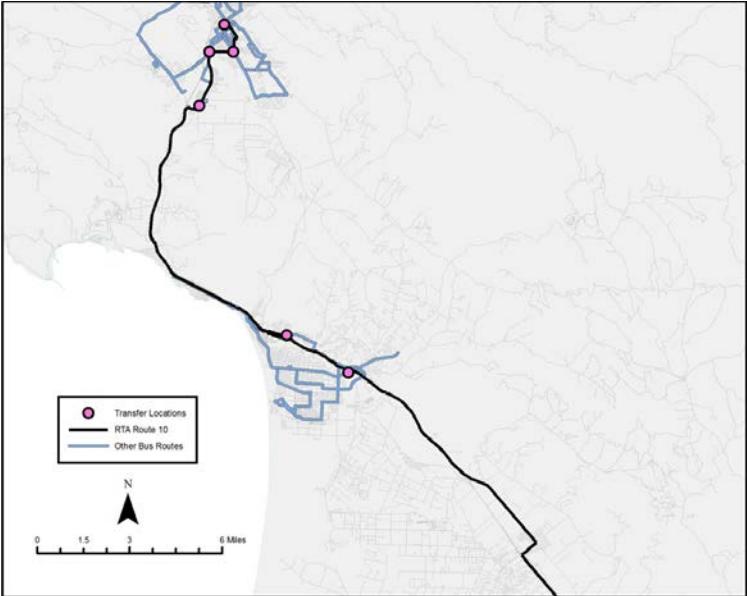 Transfer Locations
RTA Route 10
Other Bus Routes
N
0 1.5 3 6 Miles